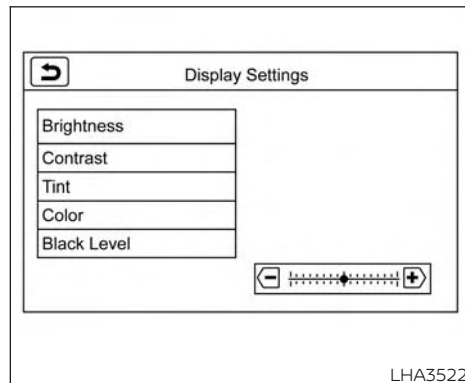 Display Settings
Brightness
Contrast
Tint
Color
Black Level
LHA3522